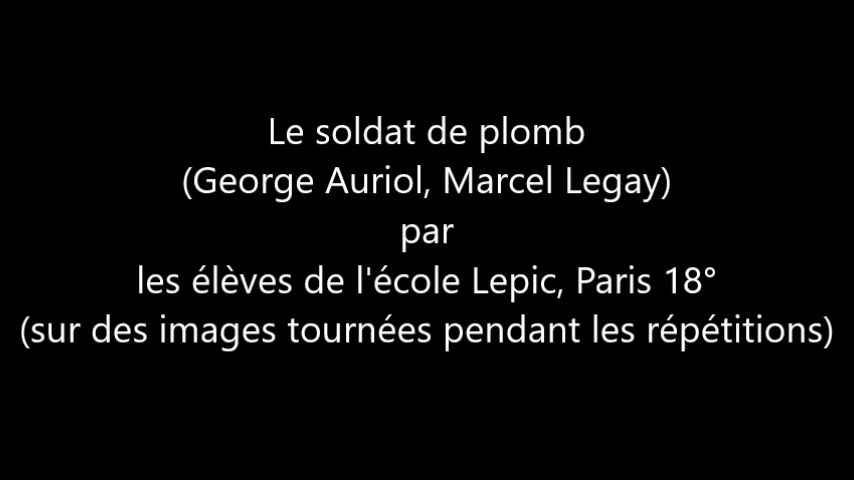 Le soldat de plomb
(George Auriol, Marcel Legay)
par
les élèves de l'école Lepic, Paris 18°
(sur des images tournées pendant les répétitions)